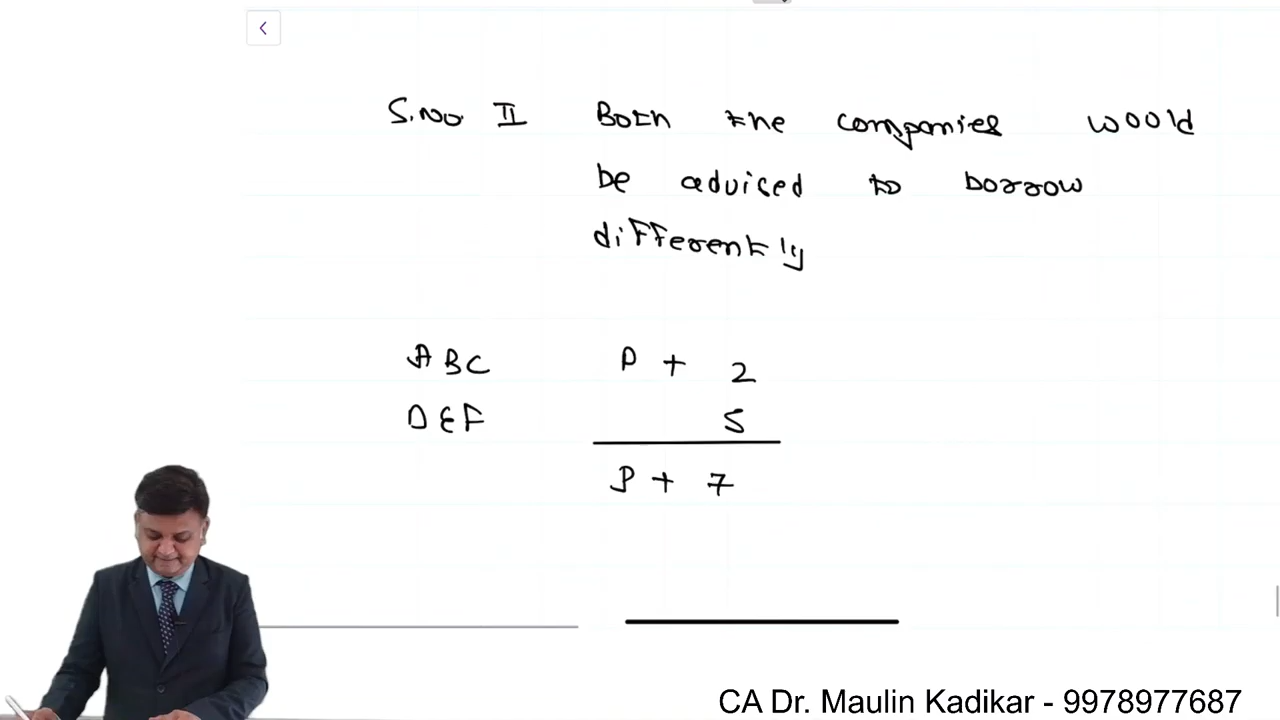 S.No. II Both the companies would
be advised to borrow
differently
ABC P + 2
DEF 5
P + 7
CA Dr. Maulin Kadikar - 9978977687